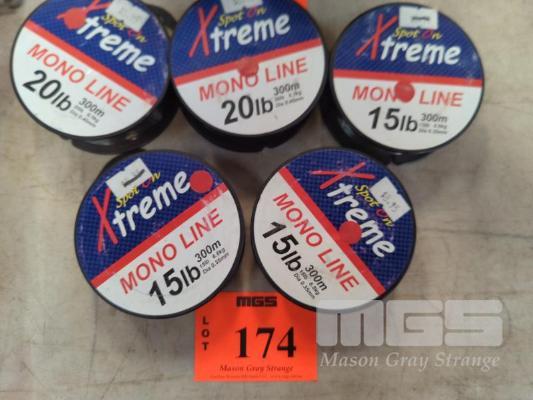 Spot On
Xtreme
MONO LINE
20lb
300m
Spot On
Xtreme
MONO LINE
20lb
300m
Spot On
Xtreme
MONO LINE
15lb
300m
Spot On
Xtreme
MONO LINE
15lb
300m
Spot On
Xtreme
MONO LINE
15lb
300m
MGS
LOT
174
Mason Gray Strange
MGS
Mason Gray Strange